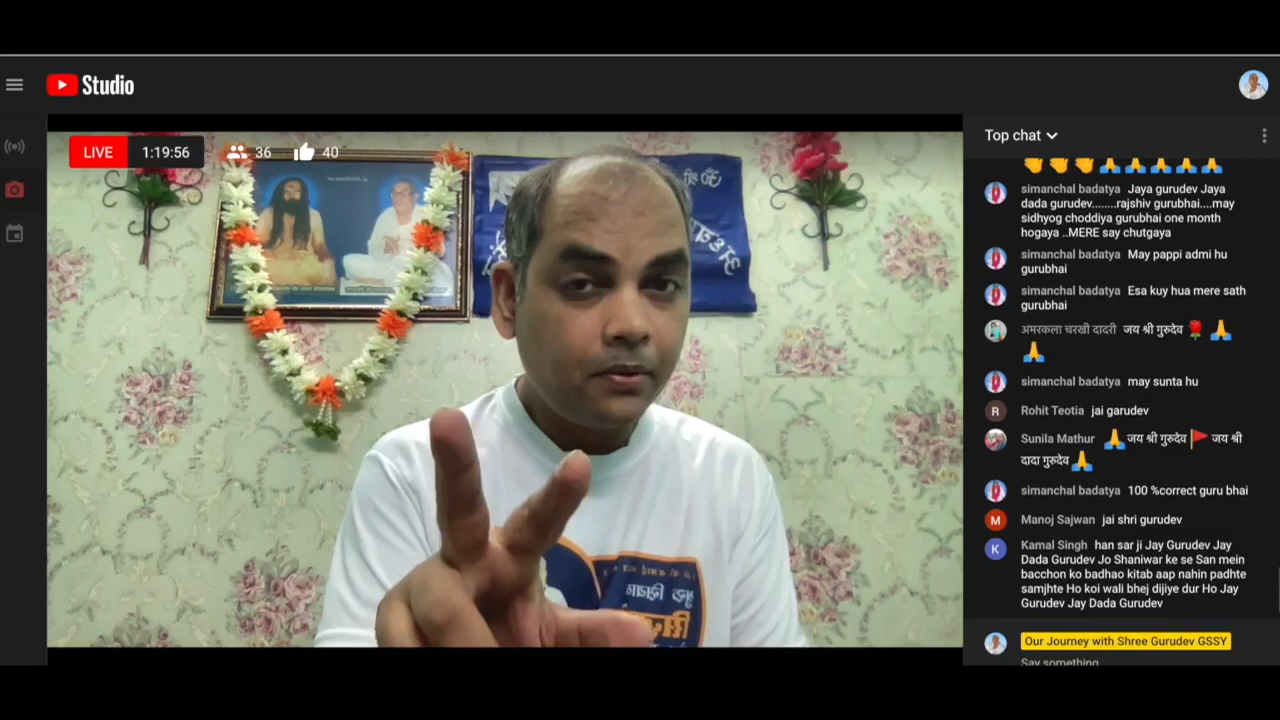 Studio
LIVE 1:19:56 36 40
Top chat
simanchal badatya Jaya gurudev Jaya
dada gurudev........rajshiv gurubhai....may
sidhyog choddiya gurubhai one month
hogaya ..MERE say chutgaya
simanchal badatya May pappi admi hu
gurubhai
simanchal badatya Esa kuy hua mere sath
gurubhai
अमरकला चरखी दादरी जय श्री गुरुदेव 🌹 🙏
🙏
simanchal badatya may sunta hu
R Rohit Teotia jai garudev
Sunila Mathur 🙏जय श्री गुरुदेव 🚩 जय श्री
दादा गुरुदेव 🙏
simanchal badatya 100 %correct guru bhai
M Manoj Sajwan jai shri gurudev
K Kamal Singh han sar ji Jay Gurudev Jay
Dada Gurudev Jo Shaniwar ke se San mein
bacchon ko badhao kitab aap nahin padhte
samjhte Ho koi wali bhej dijiye dur Ho Jay
Gurudev Jay Dada Gurudev
Our Journey with Shree Gurudev GSSY
Say something